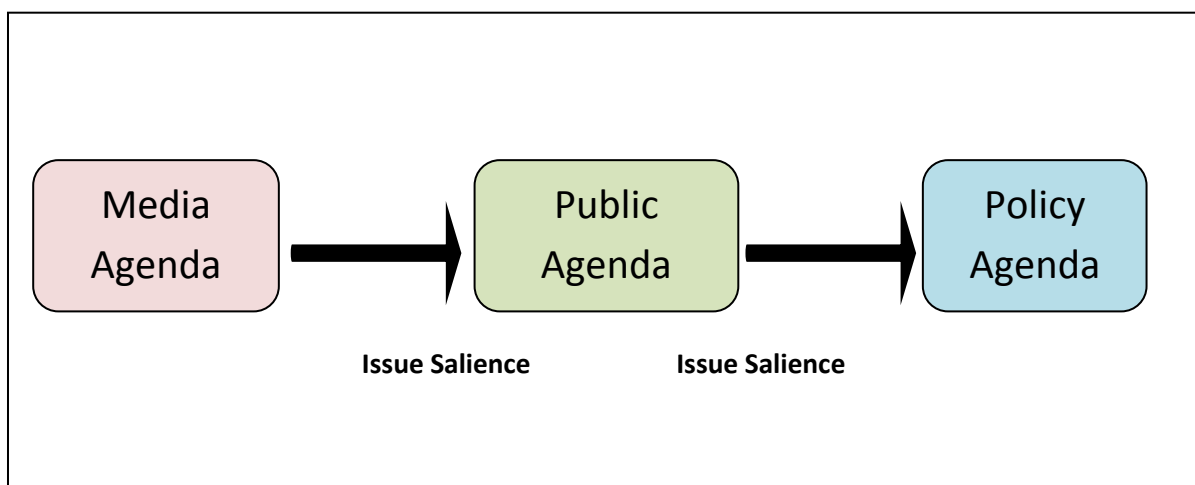 Media
Agenda
Public
Agenda
Policy
Agenda
Issue Salience
Issue Salience